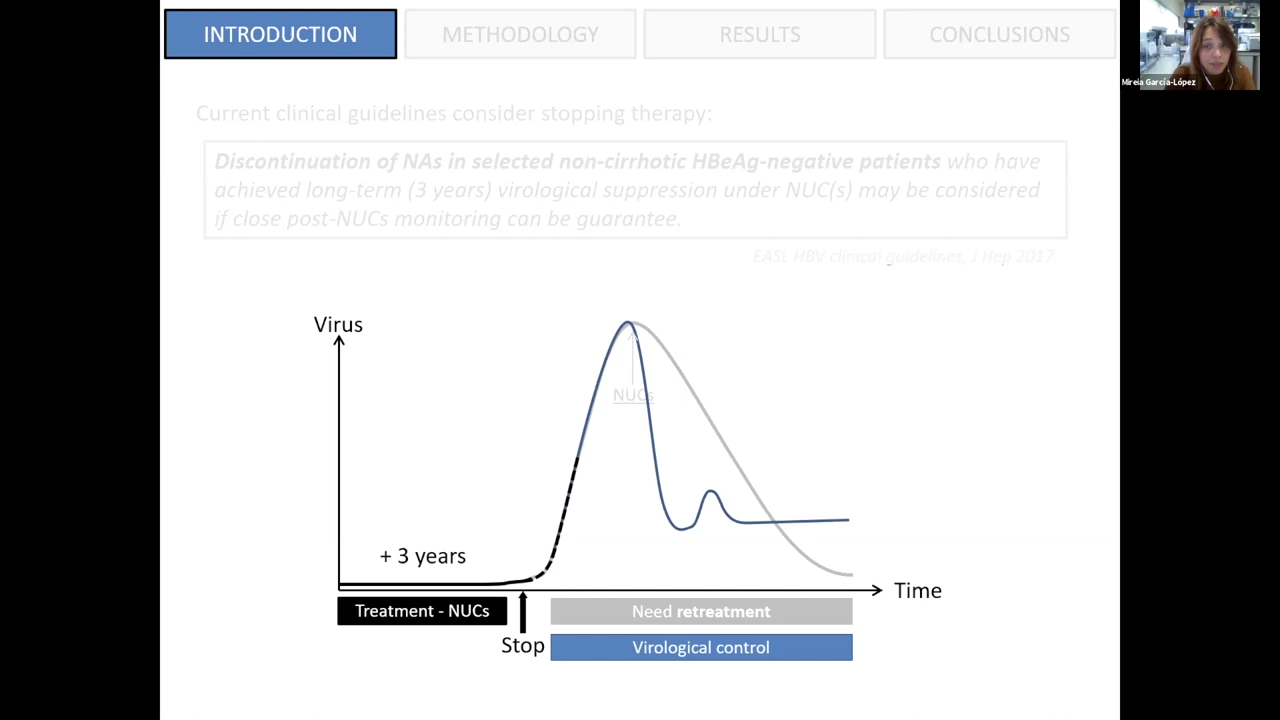 INTRODUCTION
METHODOLOGY
RESULTS
CONCLUSIONS
Mireia García-López
Current clinical guidelines consider stopping therapy:
Discontinuation of NAs in selected non-cirrhotic HBeAg-negative patients who have
achieved long-term (3 years) virological suppression under NUC(s) may be considered
if close post-NUCs monitoring can be guarantee.
EASL HBV clinical guidelines, J Hep 2017
Virus
NUCs
+ 3 years
Time
Treatment - NUCs
Need retreatment
Stop
Virological control